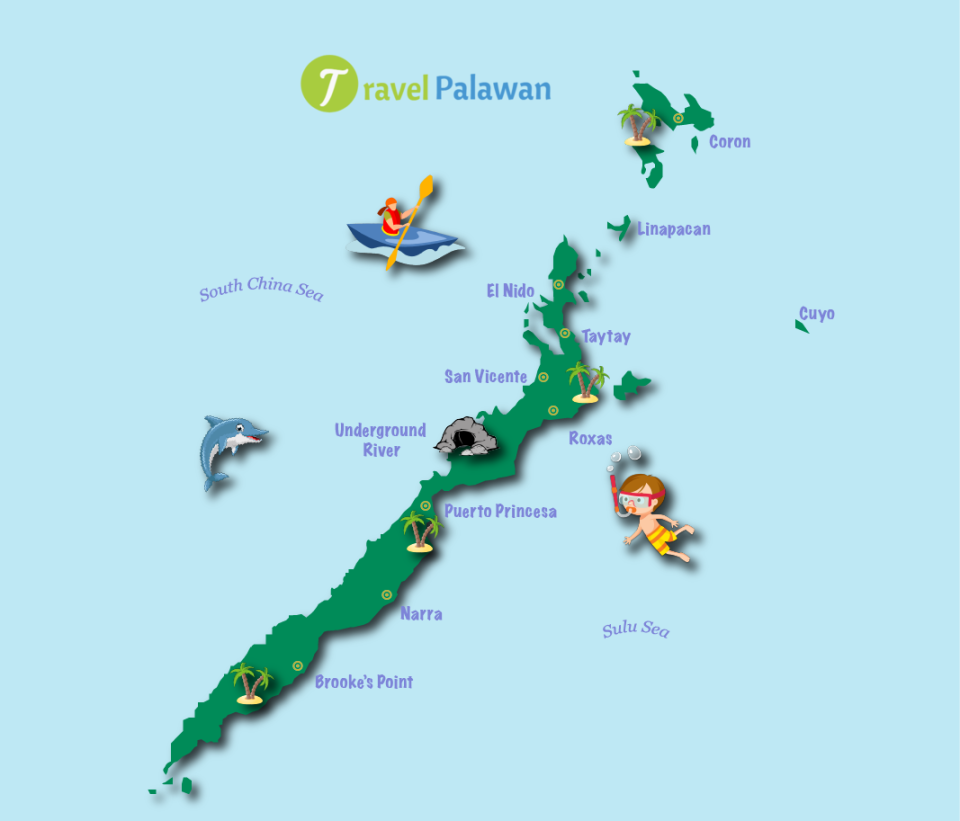 Travel Palawan
Coron
Linapacan
South China Sea
El Nido
Cuyo
Taytay
San Vicente
Underground
River
Roxas
Puerto Princesa
Narra
Sulu Sea
Brooke's Point